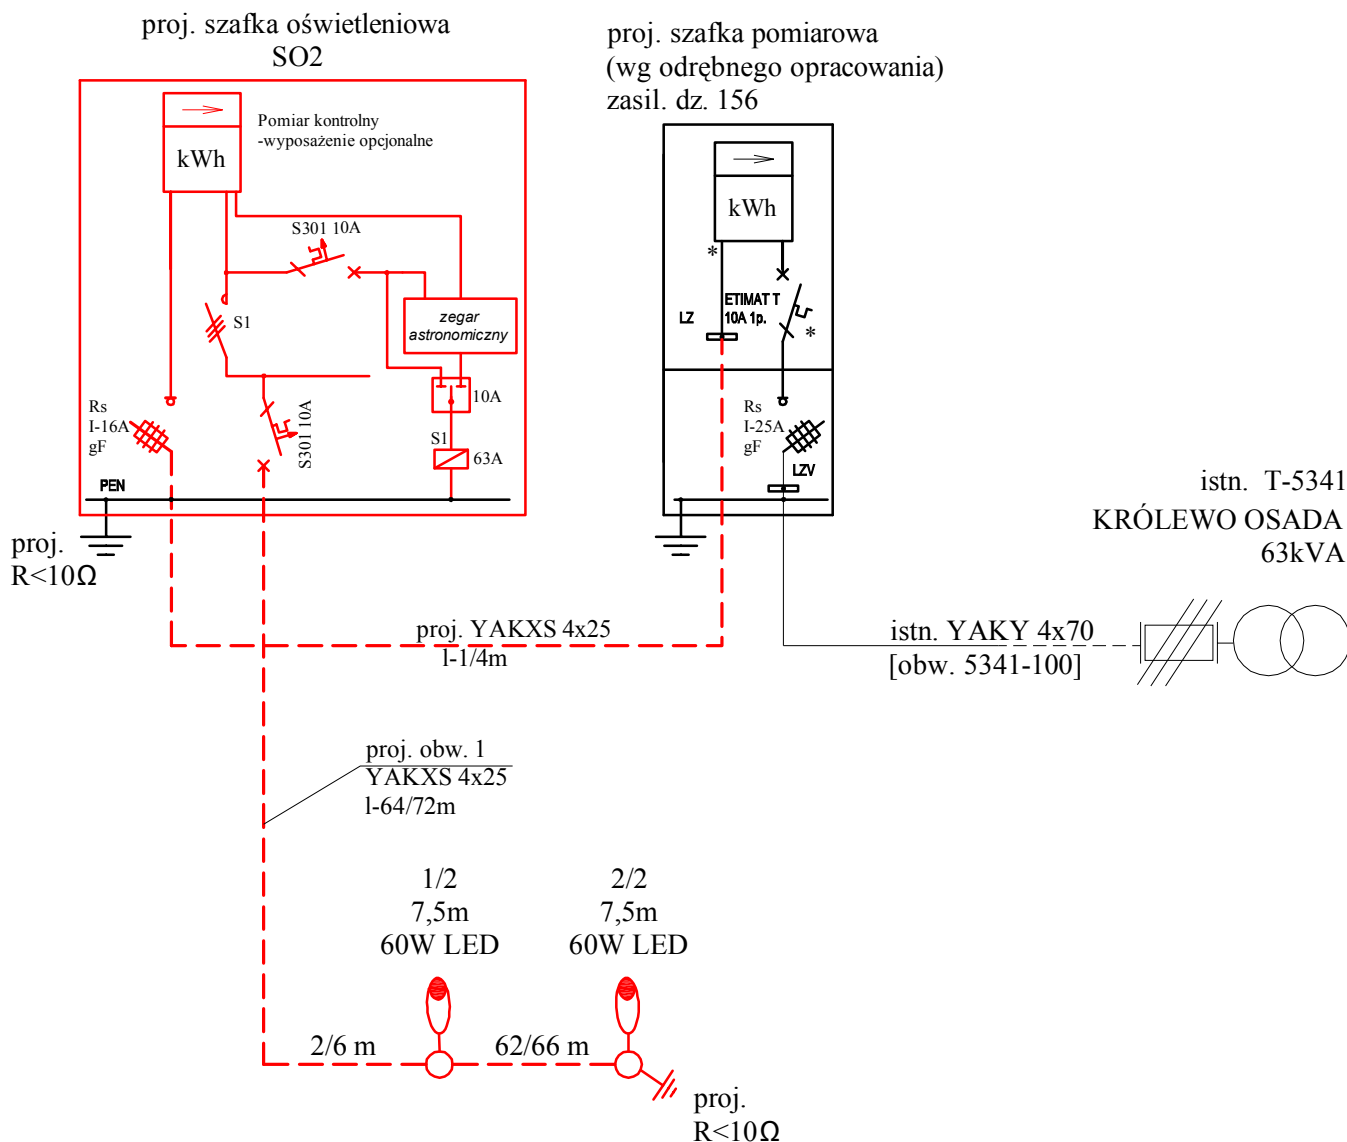 proj. szafka oświetleniowa
SO2
proj. szafka pomiarowa
(wg odrębnego opracowania)
zasil. dz. 156
Pomiar kontrolny
-wyposażenie opcjonalne
kWh
S301 10A
S1
zegar
astronomiczny
10A
S1
63A
S301 10A
Rs
I-16A
gF
PEN
proj.
R<10Ω
kWh
*
ETIMAT T
10A 1p.
*
LZ
Rs
I-25A
gF
LZV
istn. T-5341
KRÓLEWO OSADA
63kVA
proj. YAKXS 4x25
l-1/4m
istn. YAKY 4x70
[obw. 5341-100]
proj. obw. 1
YAKXS 4x25
l-64/72m
1/2
7,5m
60W LED
2/2
7,5m
60W LED
2/6 m
62/66 m
proj.
R<10Ω